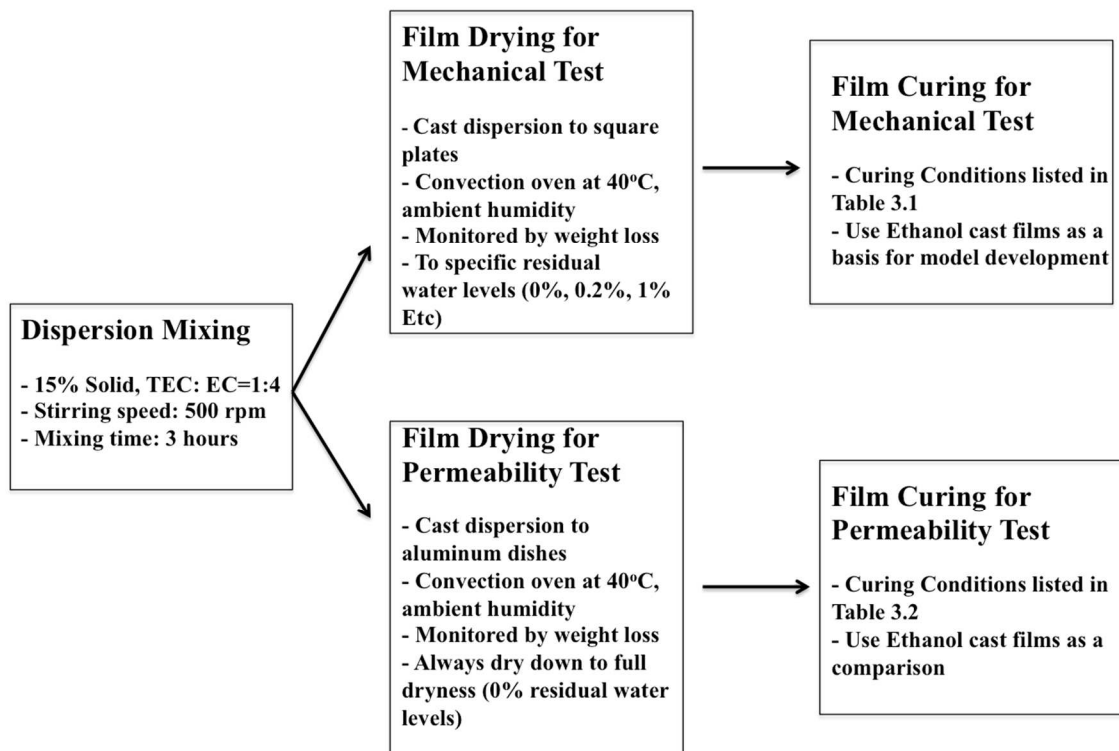 Dispersion Mixing
- 15% Solid, TEC: EC=1:4
- Stirring speed: 500 rpm
- Mixing time: 3 hours
Film Drying for
Mechanical Test
- Cast dispersion to square
plates
- Convection oven at 40°C,
ambient humidity
- Monitored by weight loss
- To specific residual
water levels (0%, 0.2%, 1%
Etc)
Film Curing for
Mechanical Test
- Curing Conditions listed in
Table 3.1
- Use Ethanol cast films as a
basis for model development
Film Drying for
Permeability Test
- Cast dispersion to
aluminum dishes
- Convection oven at 40°C,
ambient humidity
- Monitored by weight loss
- Always dry down to full
dryness (0% residual water
levels)
Film Curing for
Permeability Test
- Curing Conditions listed in
Table 3.2
- Use Ethanol cast films as a
comparison